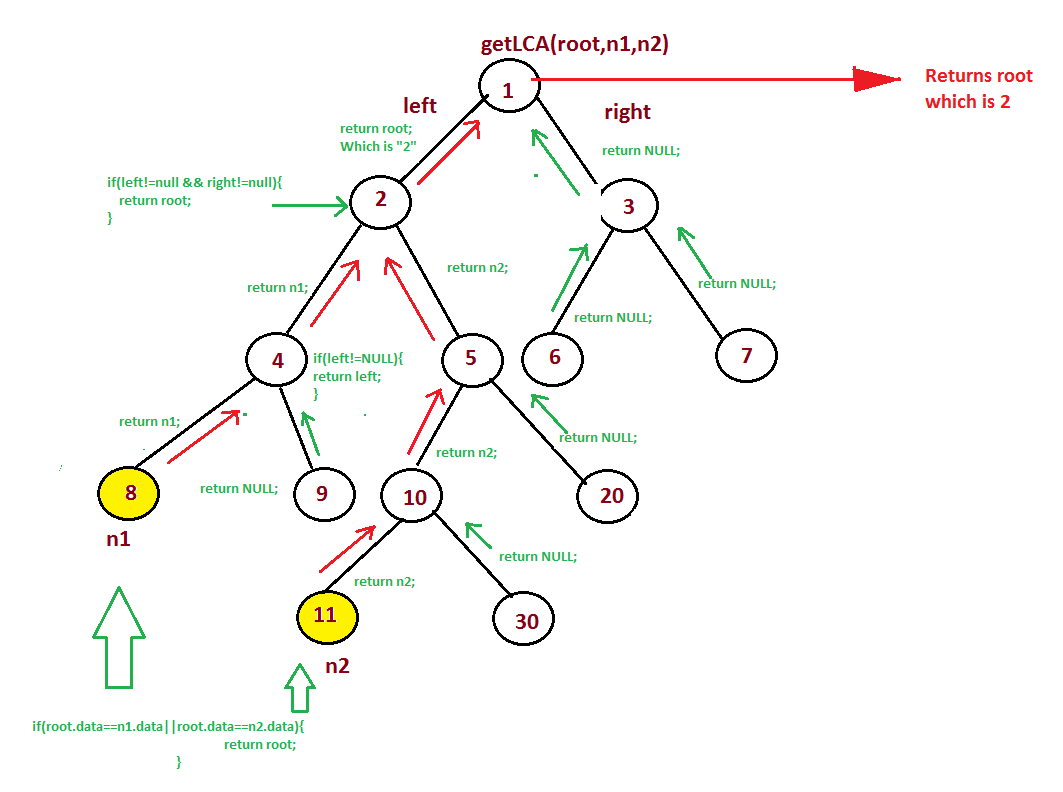 getLCA(root,n1,n2)
1
Returns root
which is 2
left
right
return root;
Which is "2"
return NULL;
if(left!=null && right!=null){
return root;
}
2
3
return n1;
return n2;
return NULL;
return NULL;
4
if(left!=NULL){
return left;
}
5
6
7
return n1;
return NULL;
return n2;
return NULL;
8
9
10
20
n1
return n2;
return NULL;
11
30
n2
if(root.data==n1.data||root.data==n2.data){
return root;
}